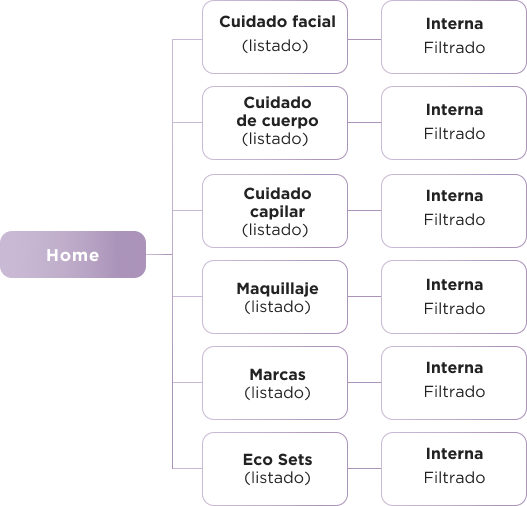 Cuidado facial
(listado)
Interna
Filtrado
Cuidado
de cuerpo
(listado)
Interna
Filtrado
Cuidado
capilar
(listado)
Interna
Filtrado
Home
Maquillaje
(listado)
Interna
Filtrado
Marcas
(listado)
Interna
Filtrado
Eco Sets
(listado)
Interna
Filtrado